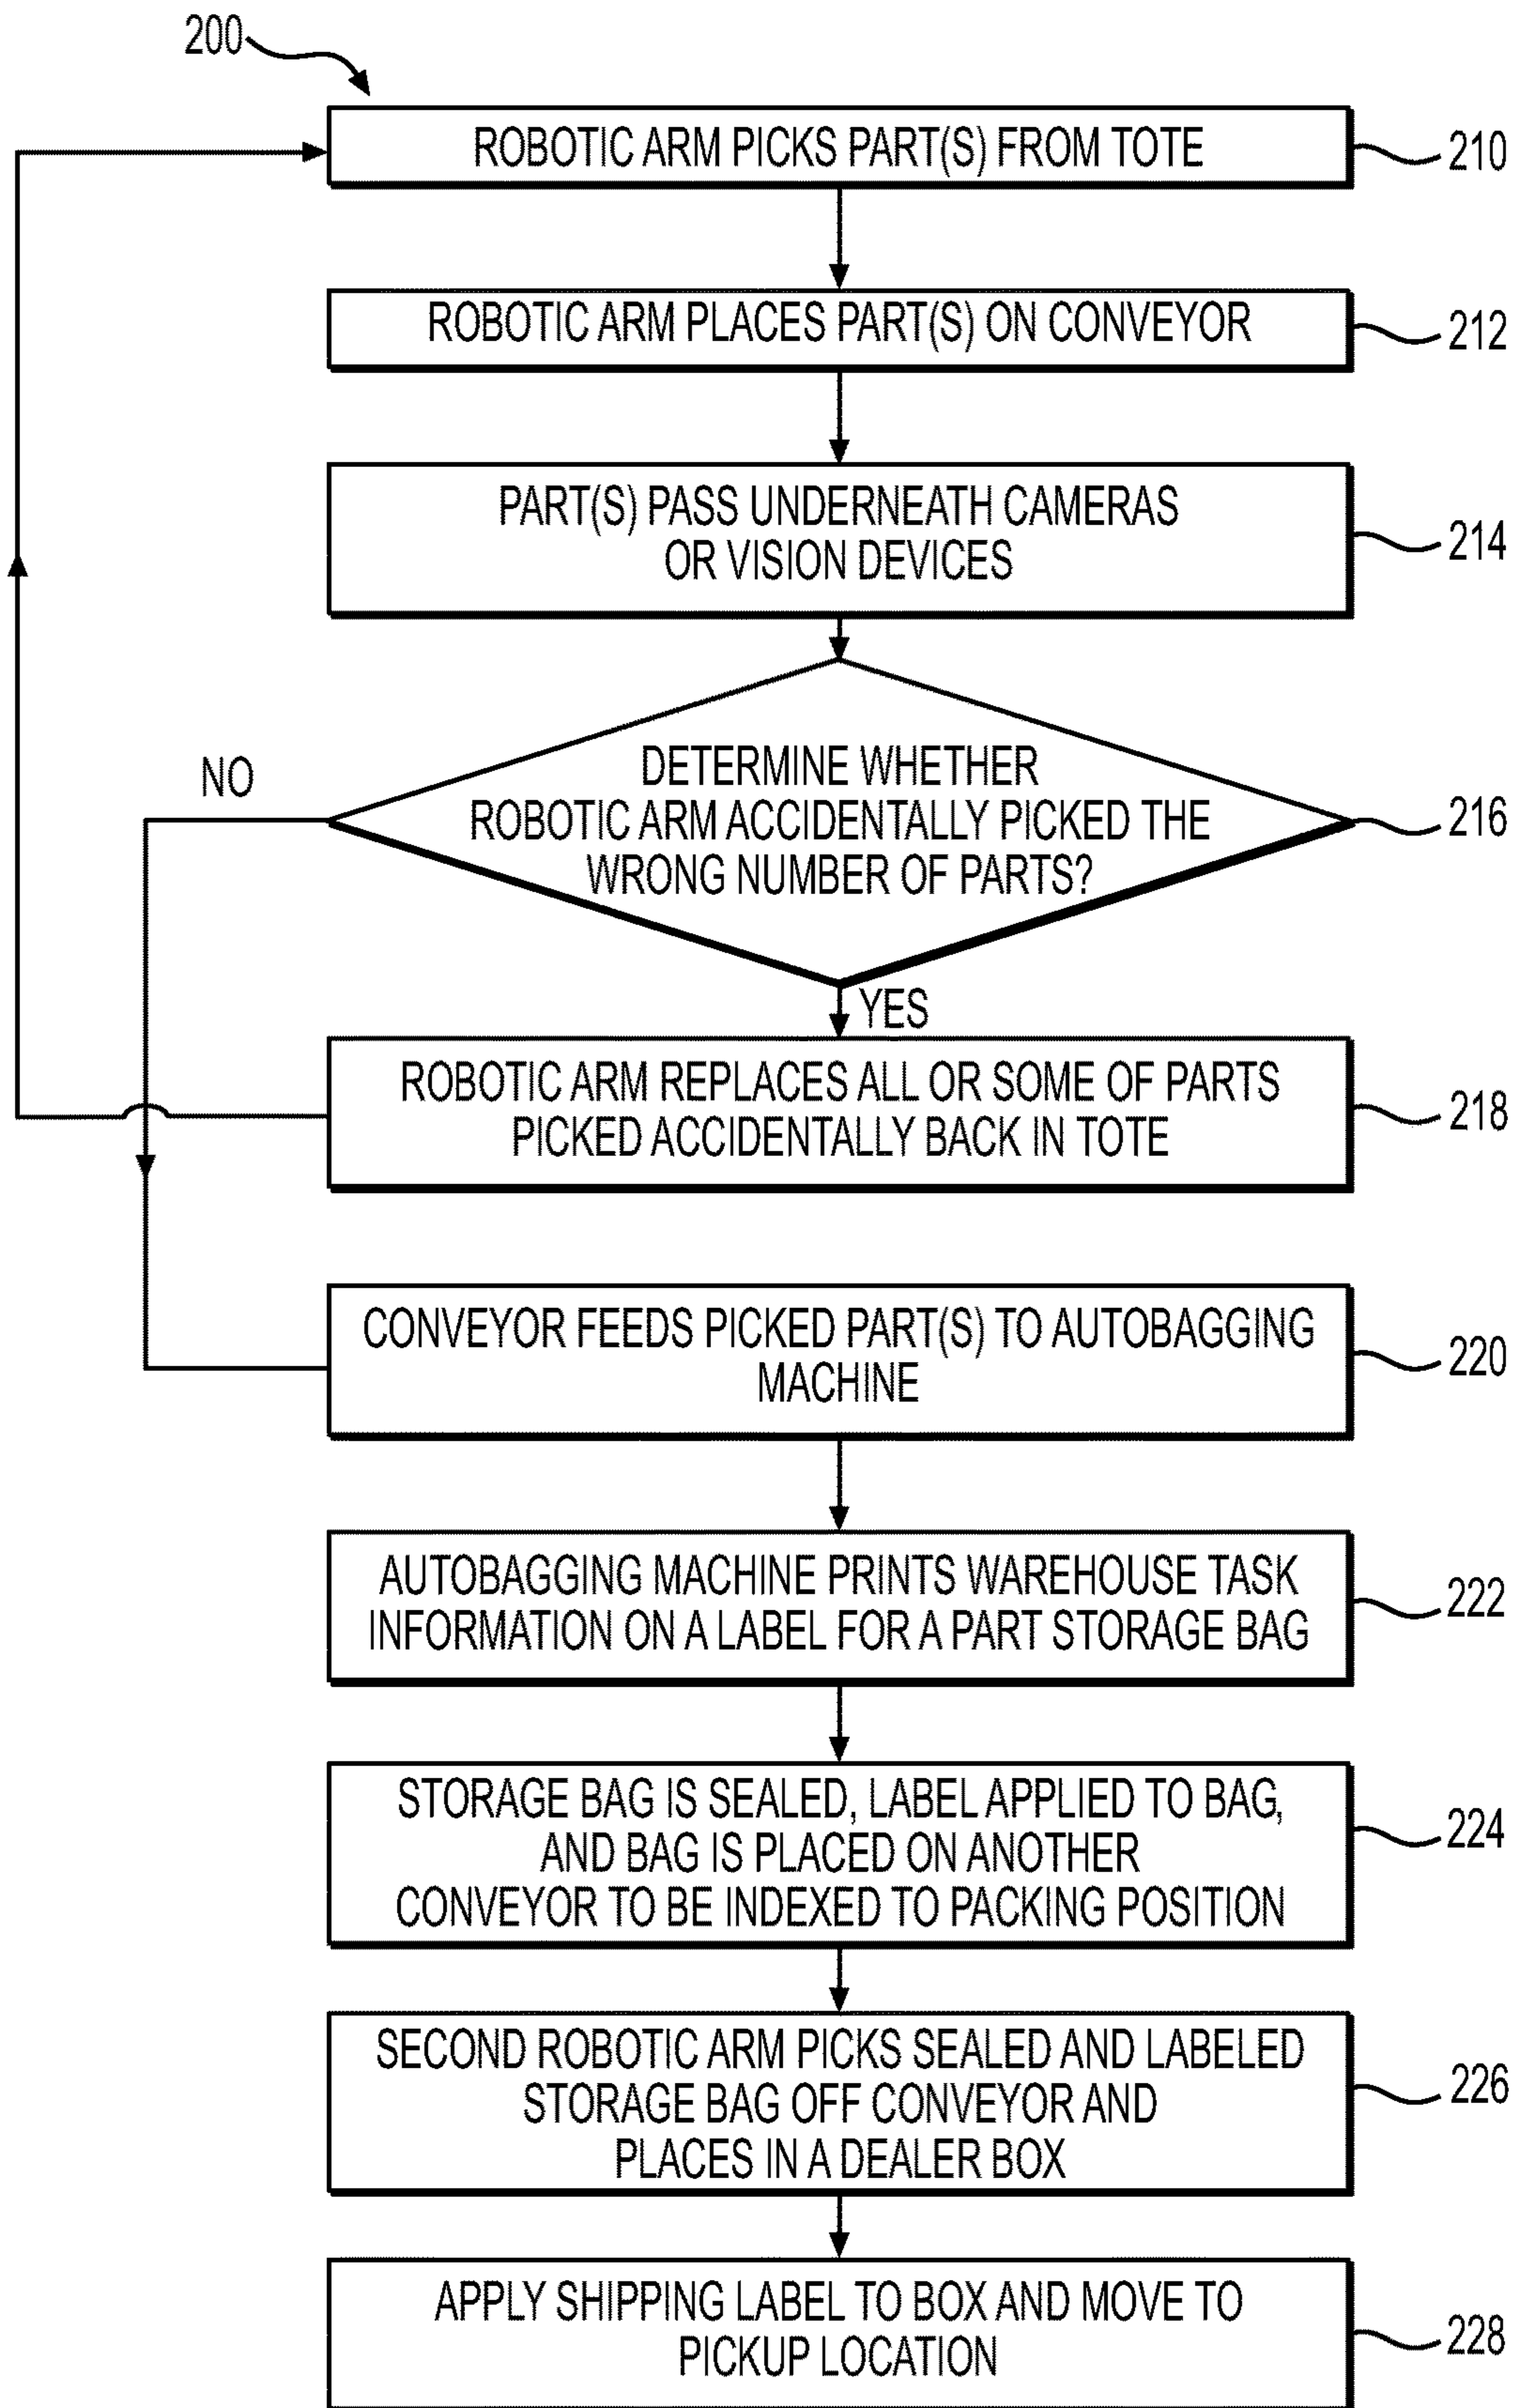 200
ROBOTIC ARM PICKS PART(S) FROM TOTE
210
ROBOTIC ARM PLACES PART(S) ON CONVEYOR
212
PART(S) PASS UNDERNEATH CAMERAS
OR VISION DEVICES
214
NO
DETERMINE WHETHER
ROBOTIC ARM ACCIDENTALLY PICKED THE
WRONG NUMBER OF PARTS?
216
YES
ROBOTIC ARM REPLACES ALL OR SOME OF PARTS
PICKED ACCIDENTALLY BACK IN TOTE
218
CONVEYOR FEEDS PICKED PART(S) TO AUTOBAGGING
MACHINE
220
AUTOBAGGING MACHINE PRINTS WAREHOUSE TASK
INFORMATION ON A LABEL FOR A PART STORAGE BAG
222
STORAGE BAG IS SEALED, LABEL APPLIED TO BAG,
AND BAG IS PLACED ON ANOTHER
CONVEYOR TO BE INDEXED TO PACKING POSITION
224
SECOND ROBOTIC ARM PICKS SEALED AND LABELED
STORAGE BAG OFF CONVEYOR AND
PLACES IN A DEALER BOX
226
APPLY SHIPPING LABEL TO BOX AND MOVE TO
PICKUP LOCATION
228